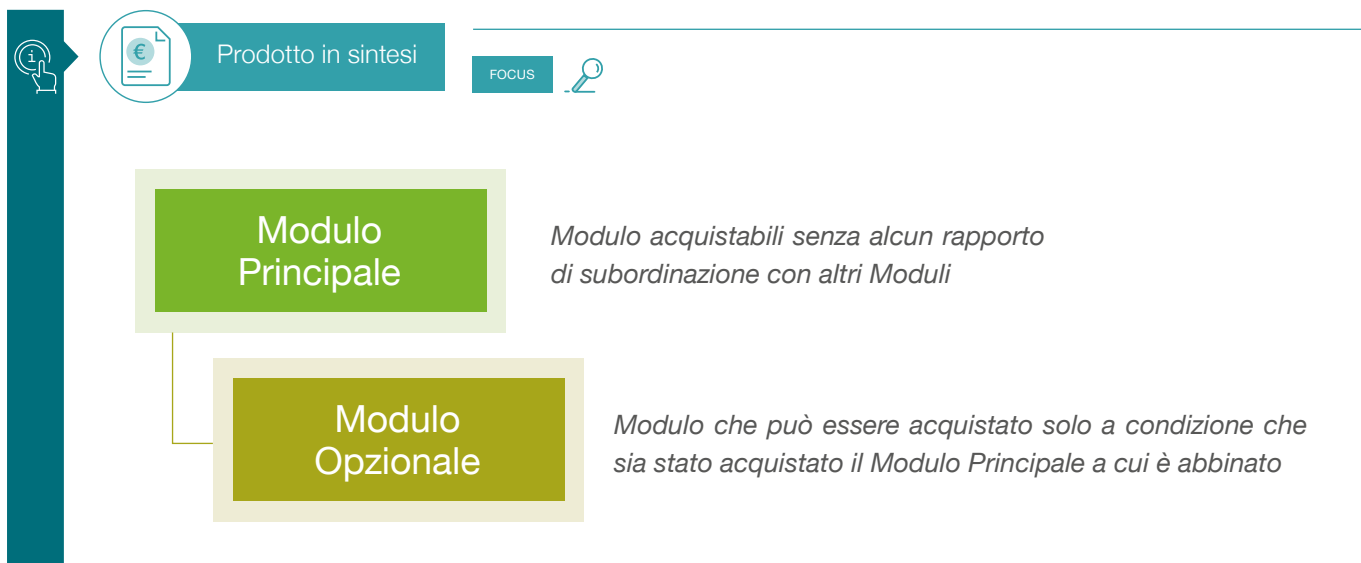 Prodotto in sintesi
FOCUS
Modulo
Principale
Modulo acquistabili senza alcun rapporto
di subordinazione con altri Moduli
Modulo
Opzionale
Modulo che può essere acquistato solo a condizione che
sia stato acquistato il Modulo Principale a cui è abbinato